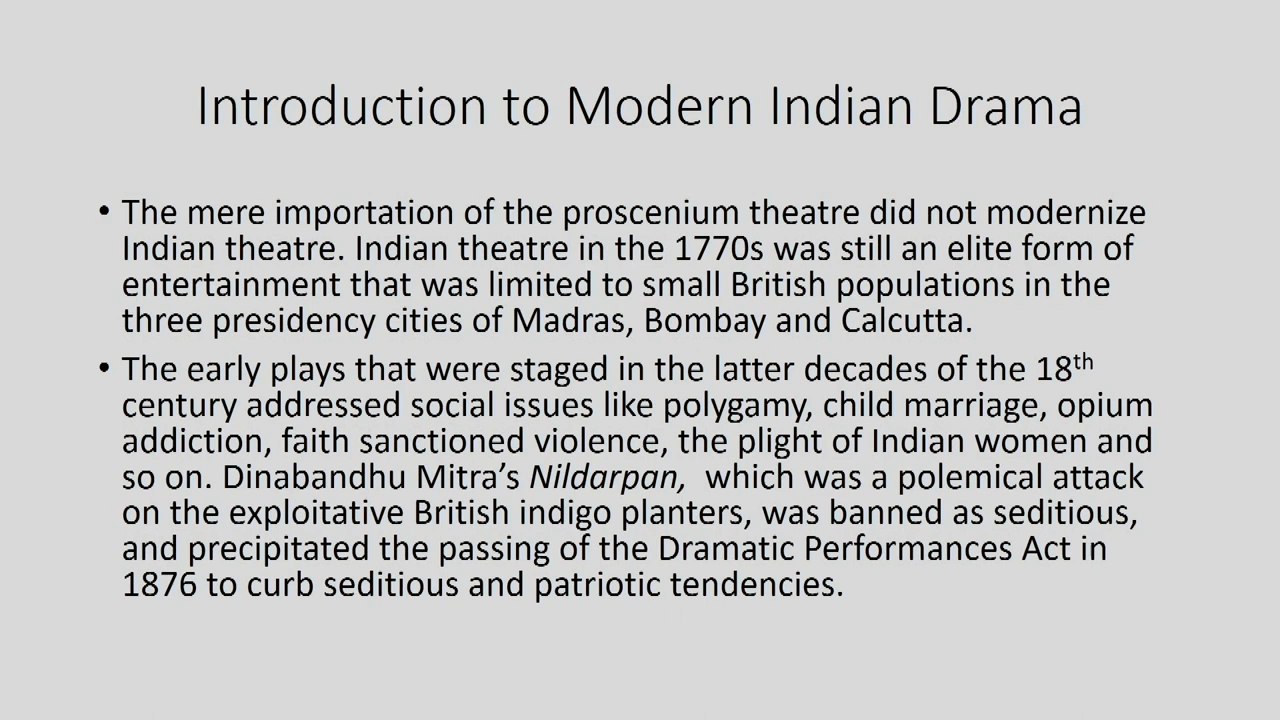 Introduction to Modern Indian Drama
• The mere importation of the proscenium theatre did not modernize
Indian theatre. Indian theatre in the 1770s was still an elite form of
entertainment that was limited to small British populations in the
three presidency cities of Madras, Bombay and Calcutta.
• The early plays that were staged in the latter decades of the 18th
century addressed social issues like polygamy, child marriage, opium
addiction, faith sanctioned violence, the plight of Indian women and
so on. Dinabandhu Mitra's Nildarpan, which was a polemical attack
on the exploitative British indigo planters, was banned as seditious,
and precipitated the passing of the Dramatic Performances Act in
1876 to curb seditious and patriotic tendencies.